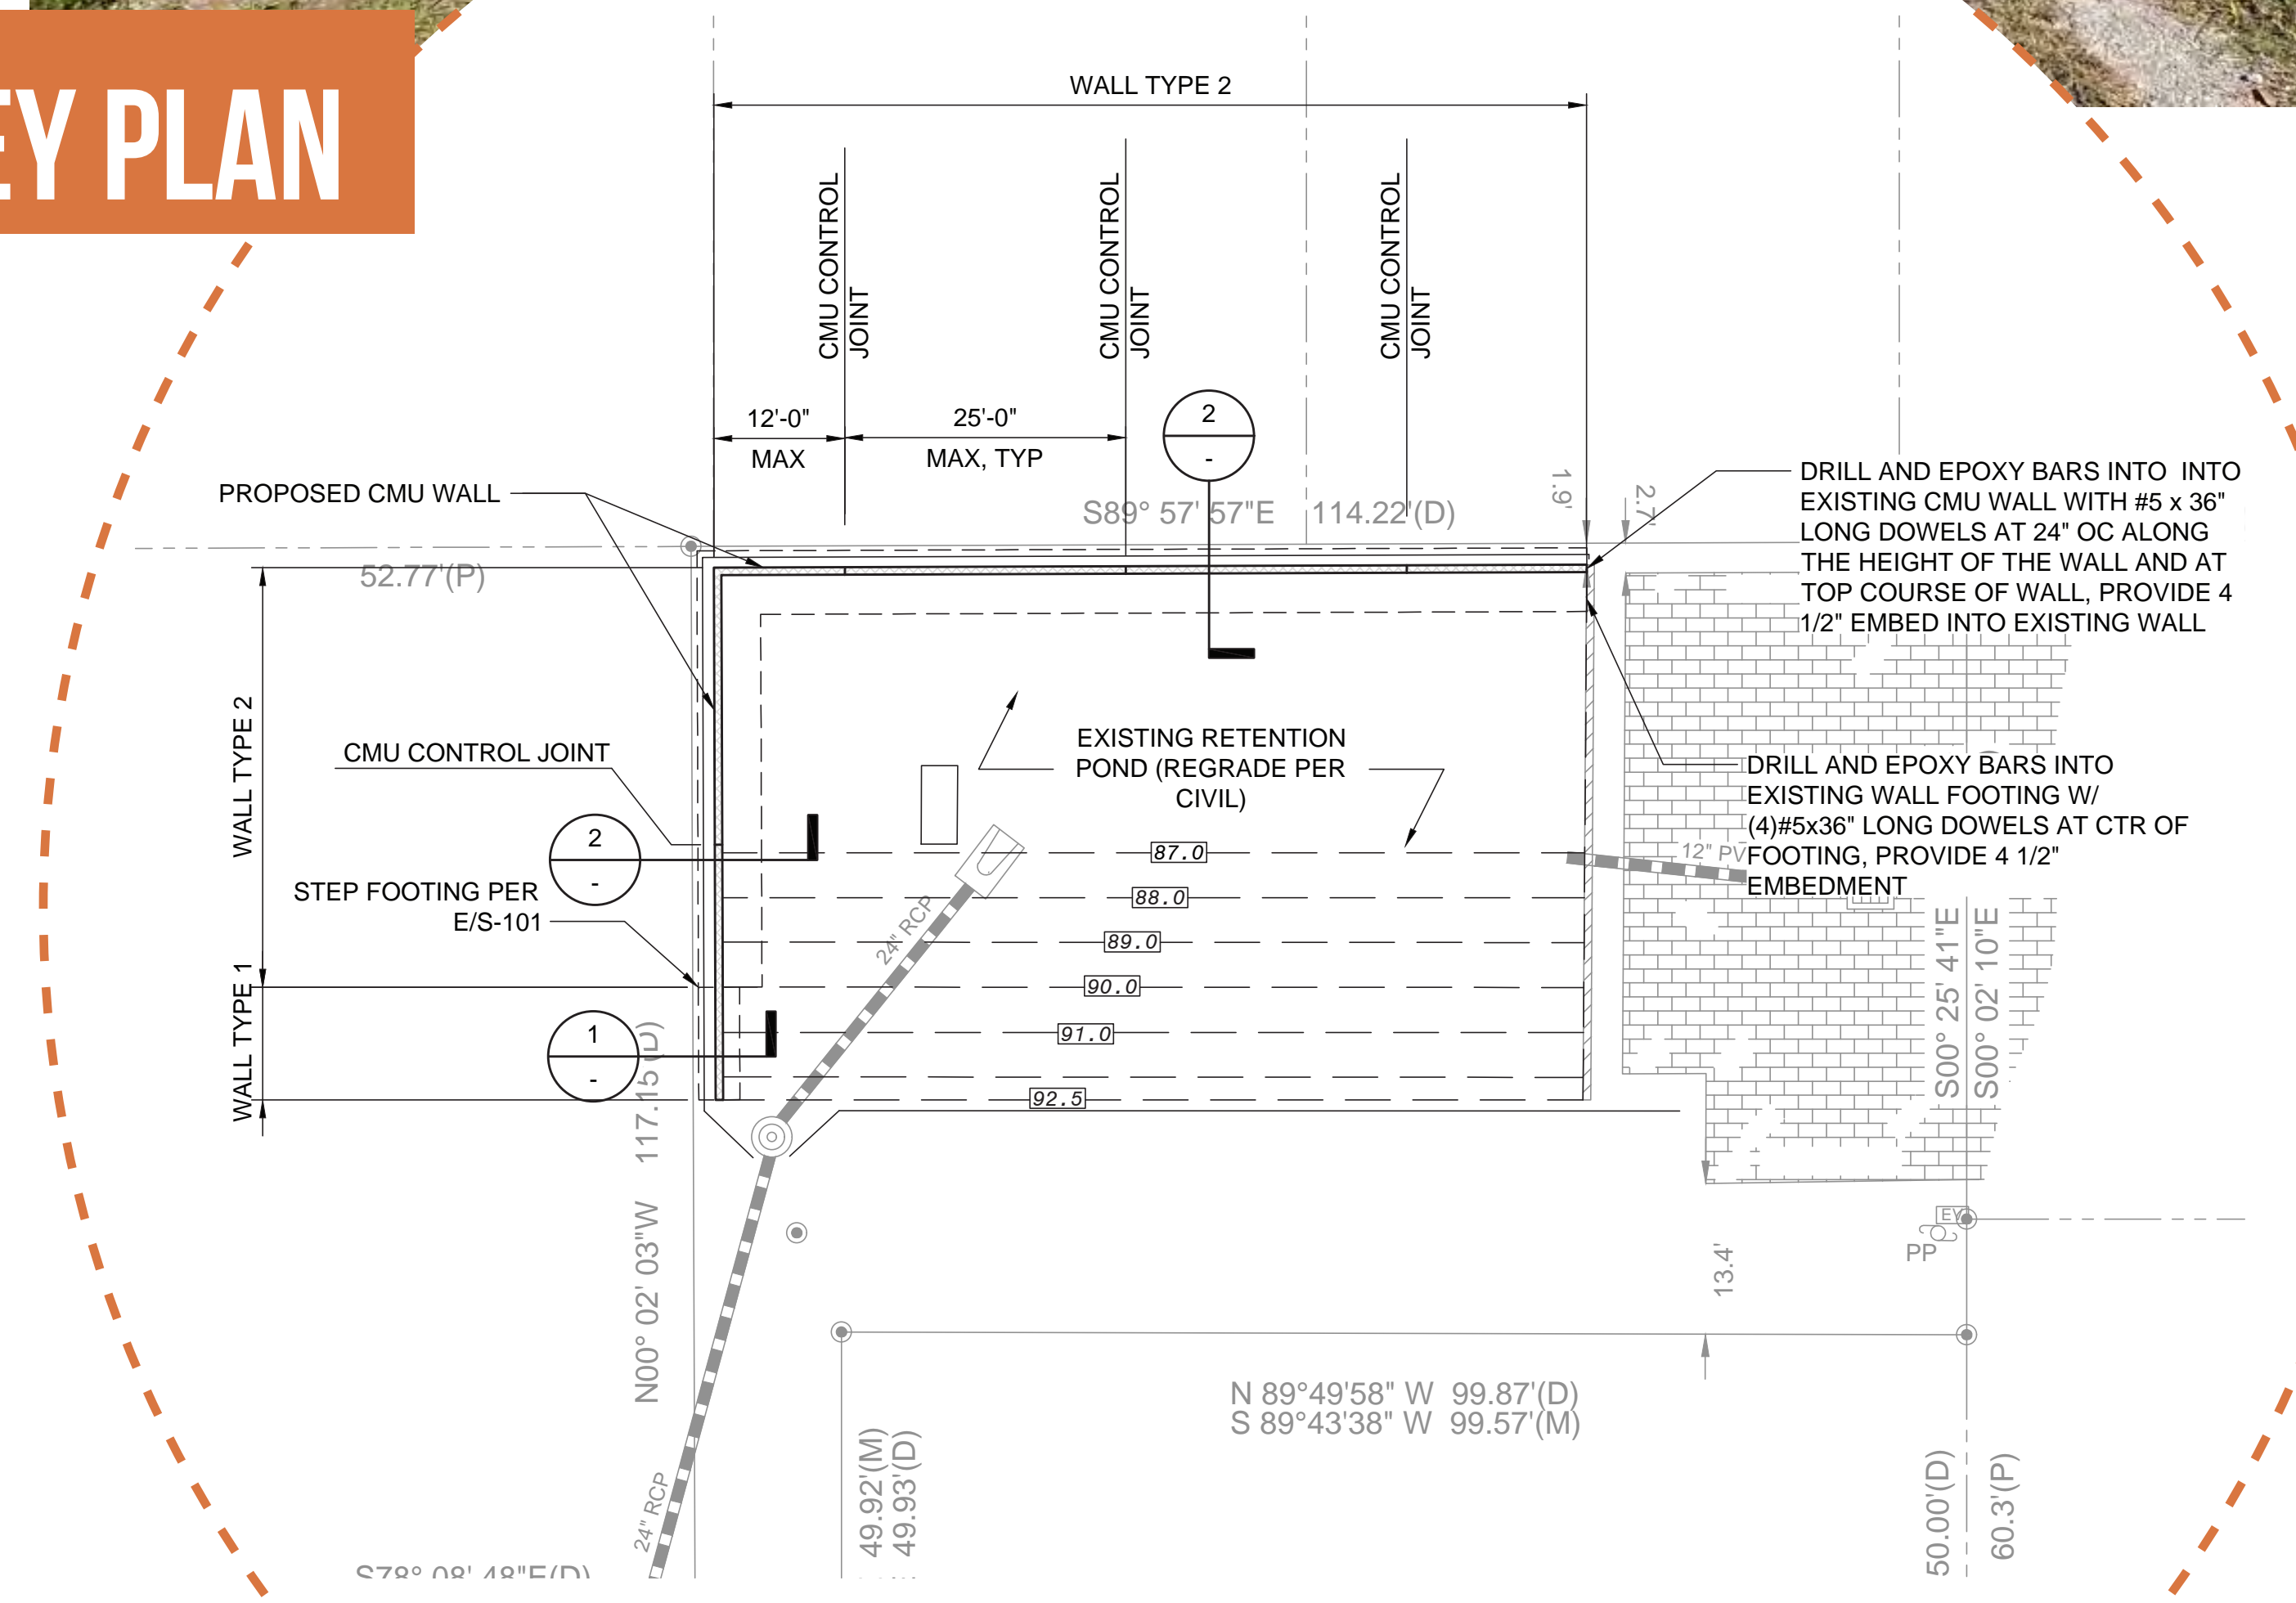 EY PLAN
WALL TYPE 2
CMU CONTROL
JOINT
CMU CONTROL
JOINT
CMU CONTROL
JOINT
12'-0"
MAX
25'-0"
MAX, TYP
2
-
PROPOSED CMU WALL
S89° 57' 57"E 114.22'(D)
1.9'
2.7'
DRILL AND EPOXY BARS INTO INTO
EXISTING CMU WALL WITH #5 x 36"
LONG DOWELS AT 24" OC ALONG
THE HEIGHT OF THE WALL AND AT
TOP COURSE OF WALL, PROVIDE 4
1/2" EMBED INTO EXISTING WALL
52.77'(P)
WALL TYPE 2
CMU CONTROL JOINT
EXISTING RETENTION
POND (REGRADE PER
CIVIL)
DRILL AND EPOXY BARS INTO
EXISTING WALL FOOTING W/
(4)#5x36" LONG DOWELS AT CTR OF
FOOTING, PROVIDE 4 1/2"
EMBEDMENT
12" PV
2
-
STEP FOOTING PER
E/S-101
87.0
88.0
89.0
90.0
91.0
92.5
24" RCP
WALL TYPE 1
1
-
N00° 02' 03"W 117.15'(D)
S00° 25' 41"E
S00° 02' 10"E
EV
PP
13.4'
N 89°49'58" W 99.87'(D)
S 89°43'38" W 99.57'(M)
24" RCP
49.92'(M)
49.93'(D)
50.00'(D)
60.3'(P)
S78° 08' 48"E(D)